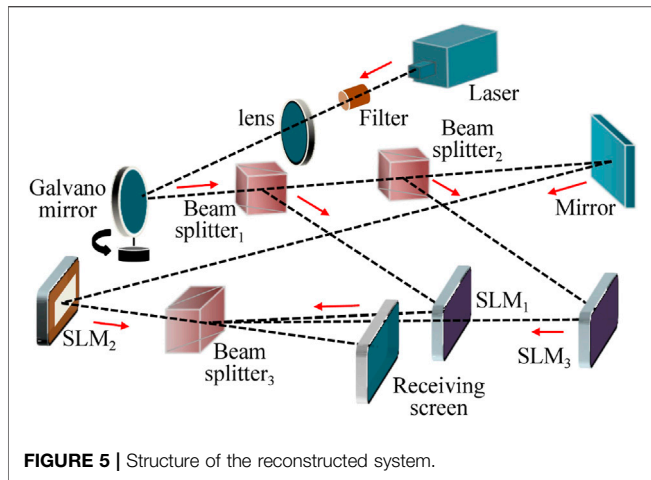 Laser
Filter
lens
Beam
splitter₂
Galvano
mirror
Beam
splitter₁
Mirror
SLM₁
SLM₂
Beam
splitter₃
SLM₃
Receiving
screen
FIGURE 5 | Structure of the reconstructed system.